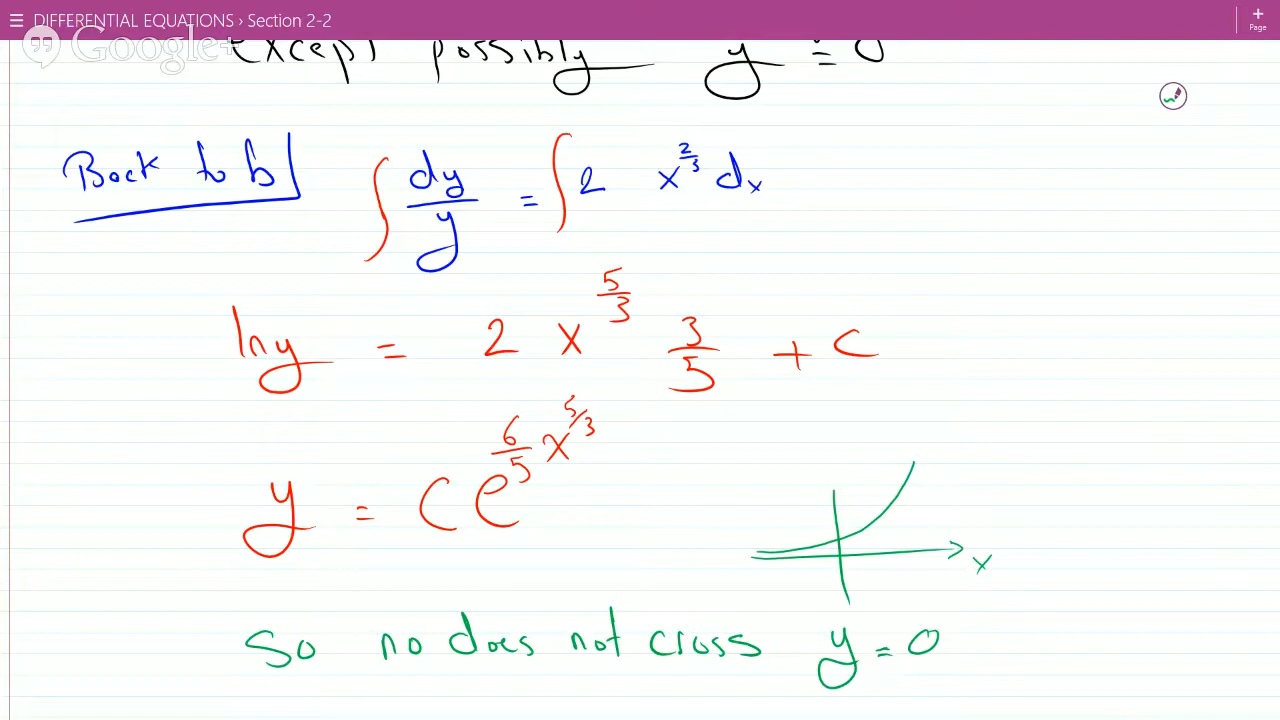 DIFFERENTIAL EQUATIONS › Section 2-2
Page
Google+
Except possibly y = 0
Back to b) ∫ dy/y = ∫ 2 x^(2/3) dx
ln y = 2 x^(5/3) 3/5 + C
y = C e^(6/5 x^(5/3))
x
So no does not cross y = 0